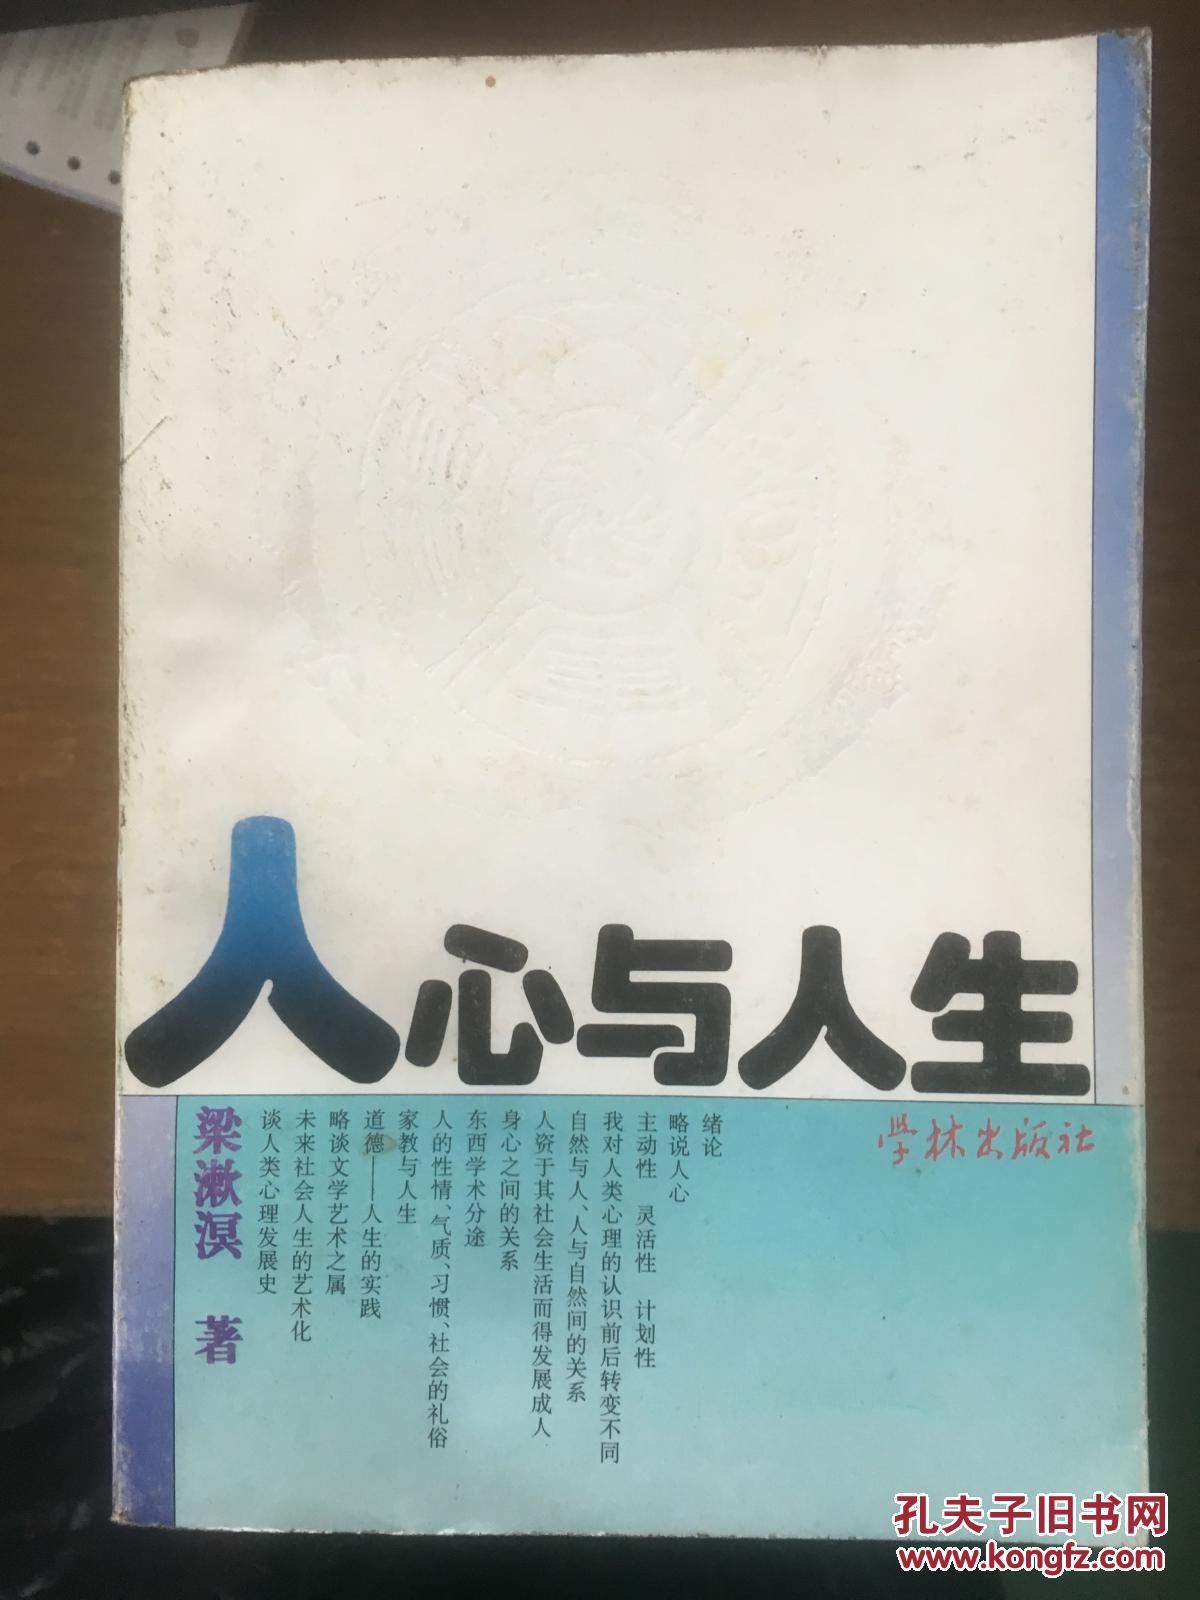 人心与人生
学林出版社
绪论
略说人心
主动性 灵活性 计划性
我对人类心理的认识前后转变不同
自然与人、人与自然间的关系
人资于其社会生活而得发展成人
身心之间的关系
东西学术分途
人的性情、气质、习惯、社会的礼俗
家教与人生
道德——人生的实践
略谈文学艺术之属
未来社会人生的艺术化
谈人类心理发展史
梁漱溟 著
孔夫子旧书网
www.kongfz.com